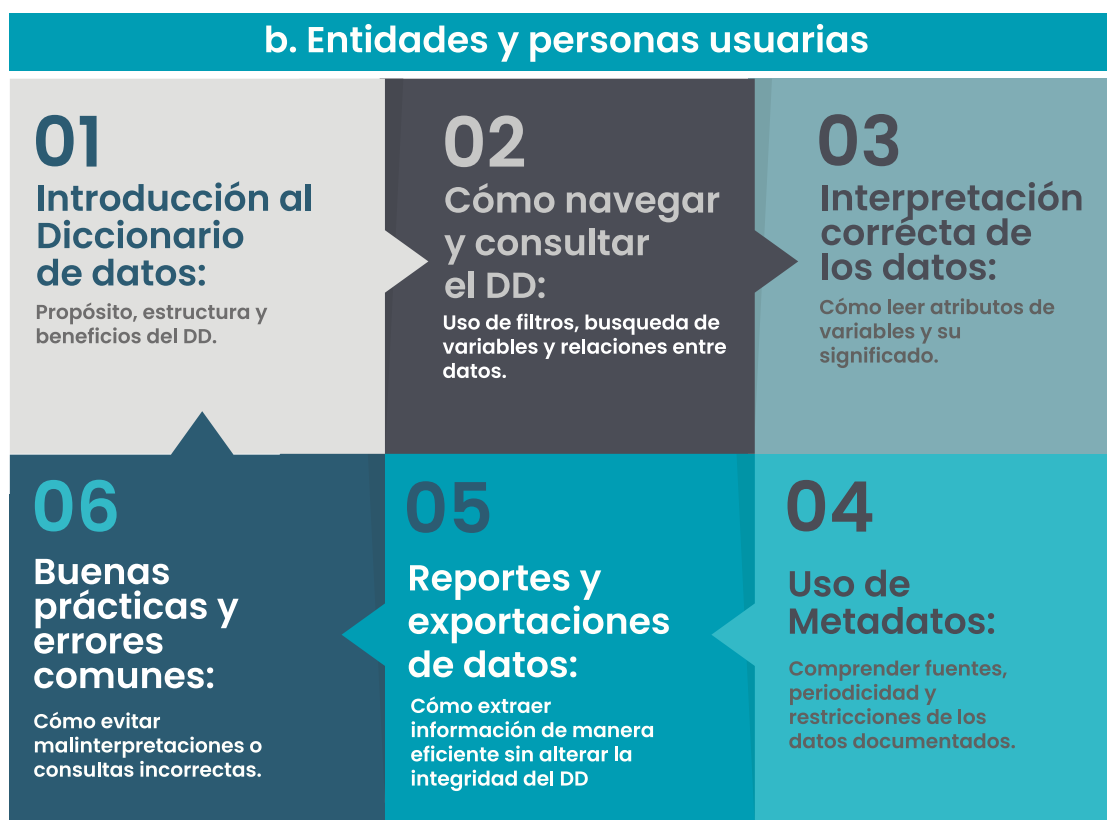 b. Entidades y personas usuarias
01
Introducción al
Diccionario
de datos:
Propósito, estructura y
beneficios del DD.
02
Cómo navegar
y consultar
el DD:
Uso de filtros, busqueda de
variables y relaciones entre
datos.
03
Interpretación
corrécta de
los datos:
Cómo leer atributos de
variables y su
significado.
04
Uso de
Metadatos:
Comprender fuentes,
periodicidad y
restricciones de los
datos documentados.
05
Reportes y
exportaciones
de datos:
Cómo extraer
información de manera
eficiente sin alterar la
integridad del DD
06
Buenas
prácticas y
errores
comunes:
Cómo evitar
malinterpretaciones o
consultas incorrectas.